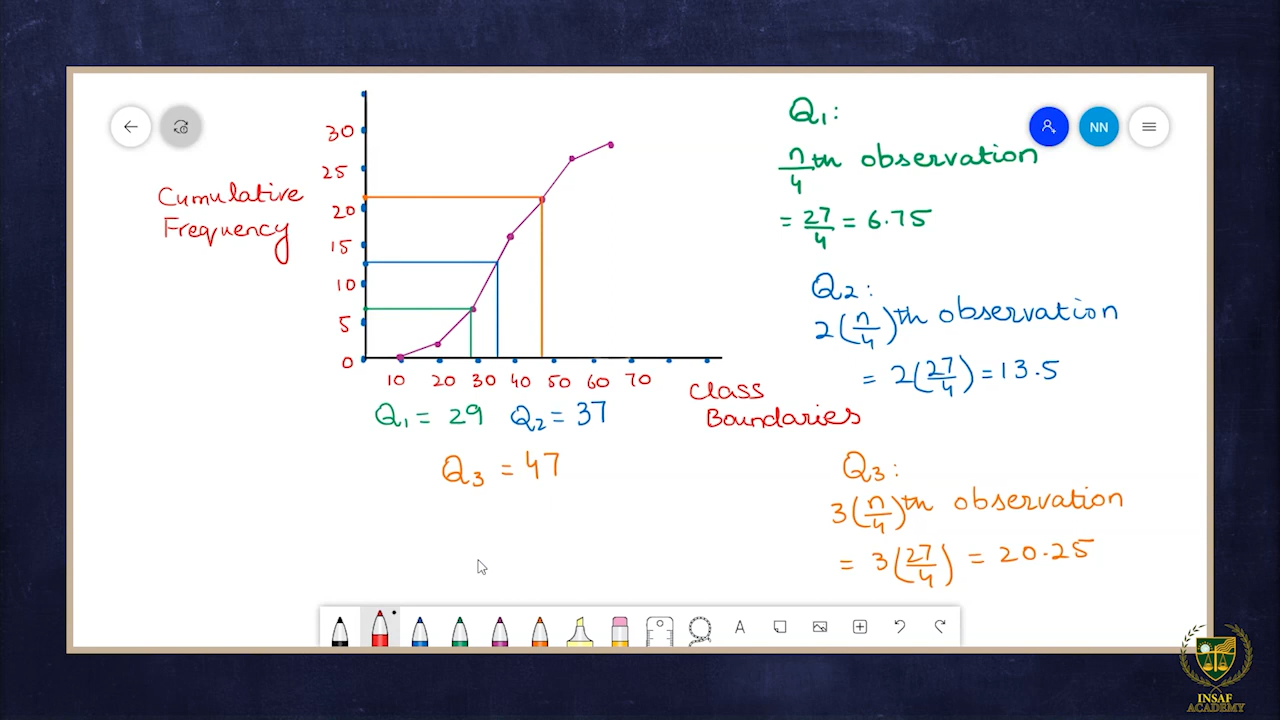 30
25
20
15
10
5
0
Cumulative
Frequency
10 20 30 40 50 60 70
Class
Boundaries
Q1 = 29 Q2 = 37
Q3 = 47
Q1:
n/4 th observation
= 27/4 = 6.75
Q2:
2(n/4)th observation
= 2(27/4) = 13.5
Q3:
3(n/4)th observation
= 3(27/4) = 20.25
NN
A
INSAF
ACADEMY